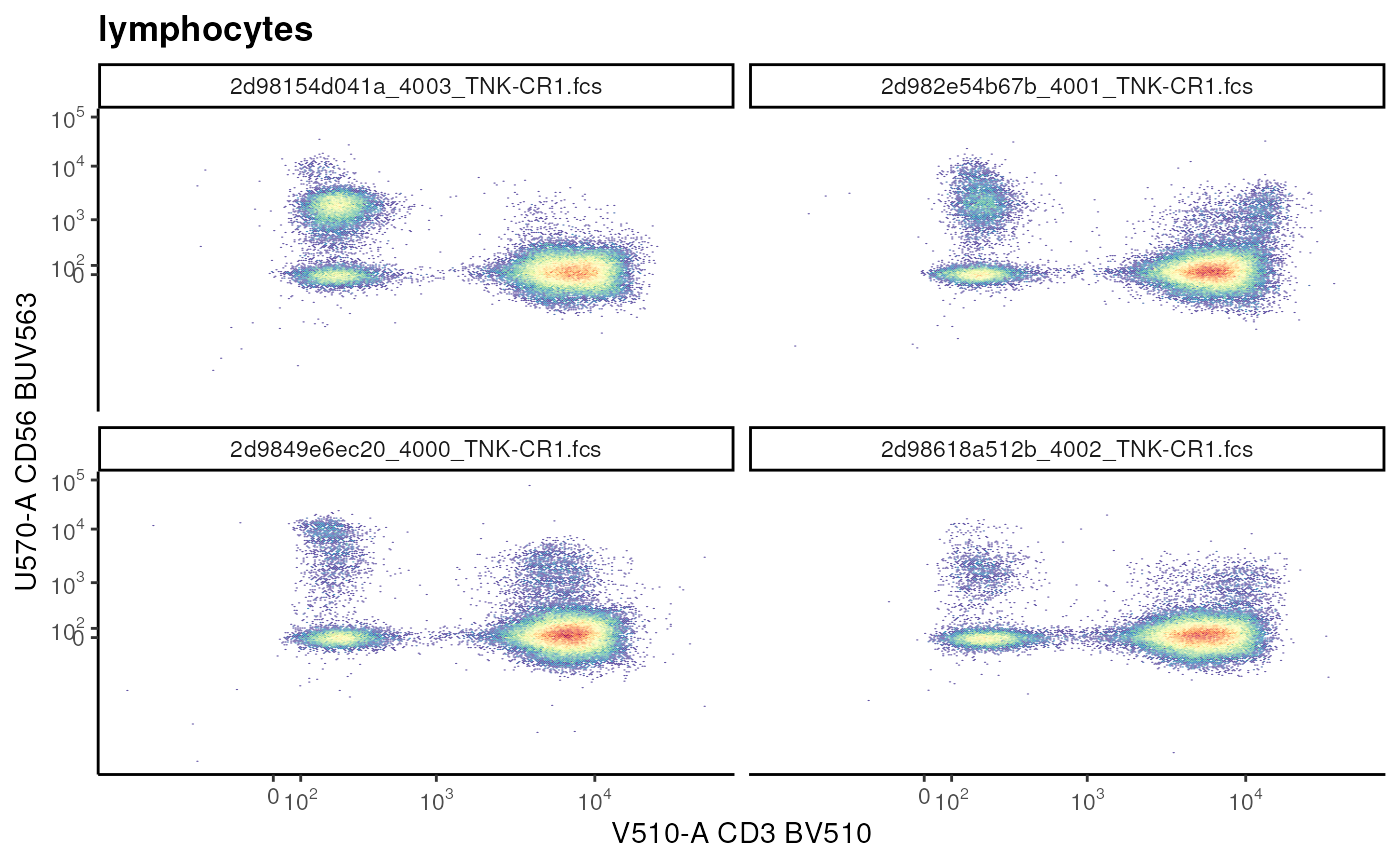 lymphocytes
2d98154d041a_4003_TNK-CR1.fcs
2d982e54b67b_4001_TNK-CR1.fcs
10^5
10^4
10^3
10^2
0
2d9849e6ec20_4000_TNK-CR1.fcs
2d98618a512b_4002_TNK-CR1.fcs
10^5
10^4
10^3
10^2
0
U570-A CD56 BUV563
0 10^2 10^3 10^4
0 10^2 10^3 10^4
V510-A CD3 BV510